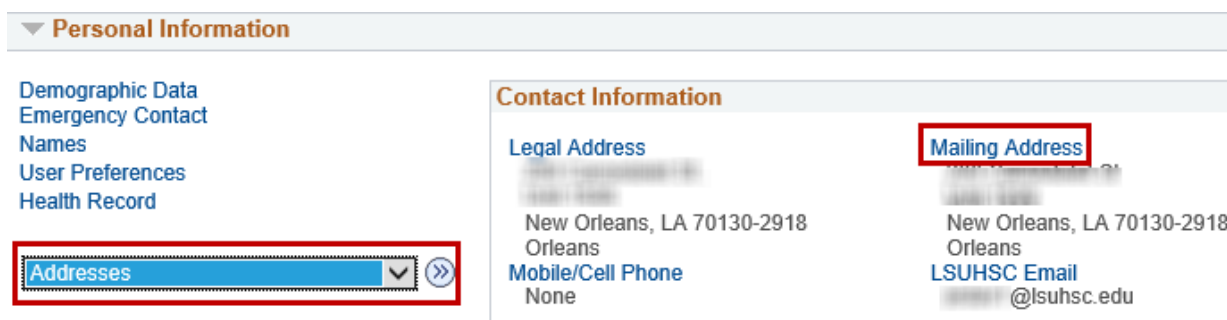 Personal Information
Demographic Data
Emergency Contact
Names
User Preferences
Health Record
Addresses
Contact Information
Legal Address
New Orleans, LA 70130-2918
Orleans
Mobile/Cell Phone
None
Mailing Address
New Orleans, LA 70130-2918
Orleans
LSUHSC Email
@lsuhsc.edu